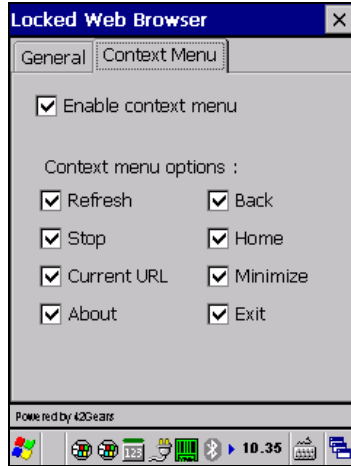 Locked Web Browser
General Context Menu
Enable context menu
Context menu options :
Refresh Back
Stop Home
Current URL Minimize
About Exit
Powered by 42Gears
123 10.35